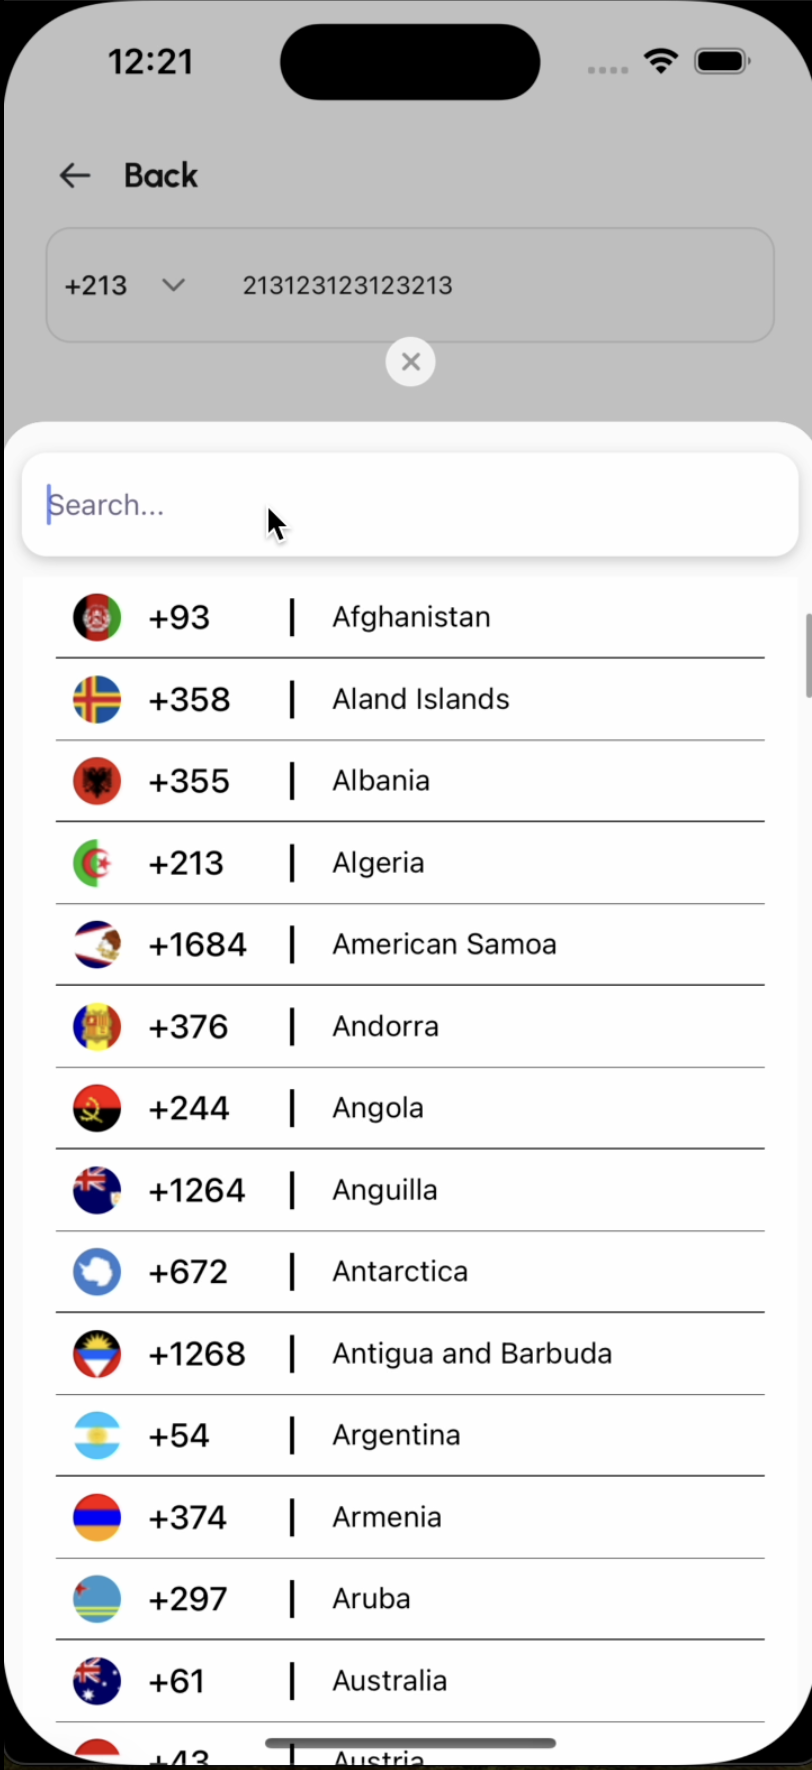 12:21
Back
+213 213123123123213
Search...
+93 | Afghanistan
+358 | Aland Islands
+355 | Albania
+213 | Algeria
+1684 | American Samoa
+376 | Andorra
+244 | Angola
+1264 | Anguilla
+672 | Antarctica
+1268 | Antigua and Barbuda
+54 | Argentina
+374 | Armenia
+297 | Aruba
+61 | Australia
+43 | Austria